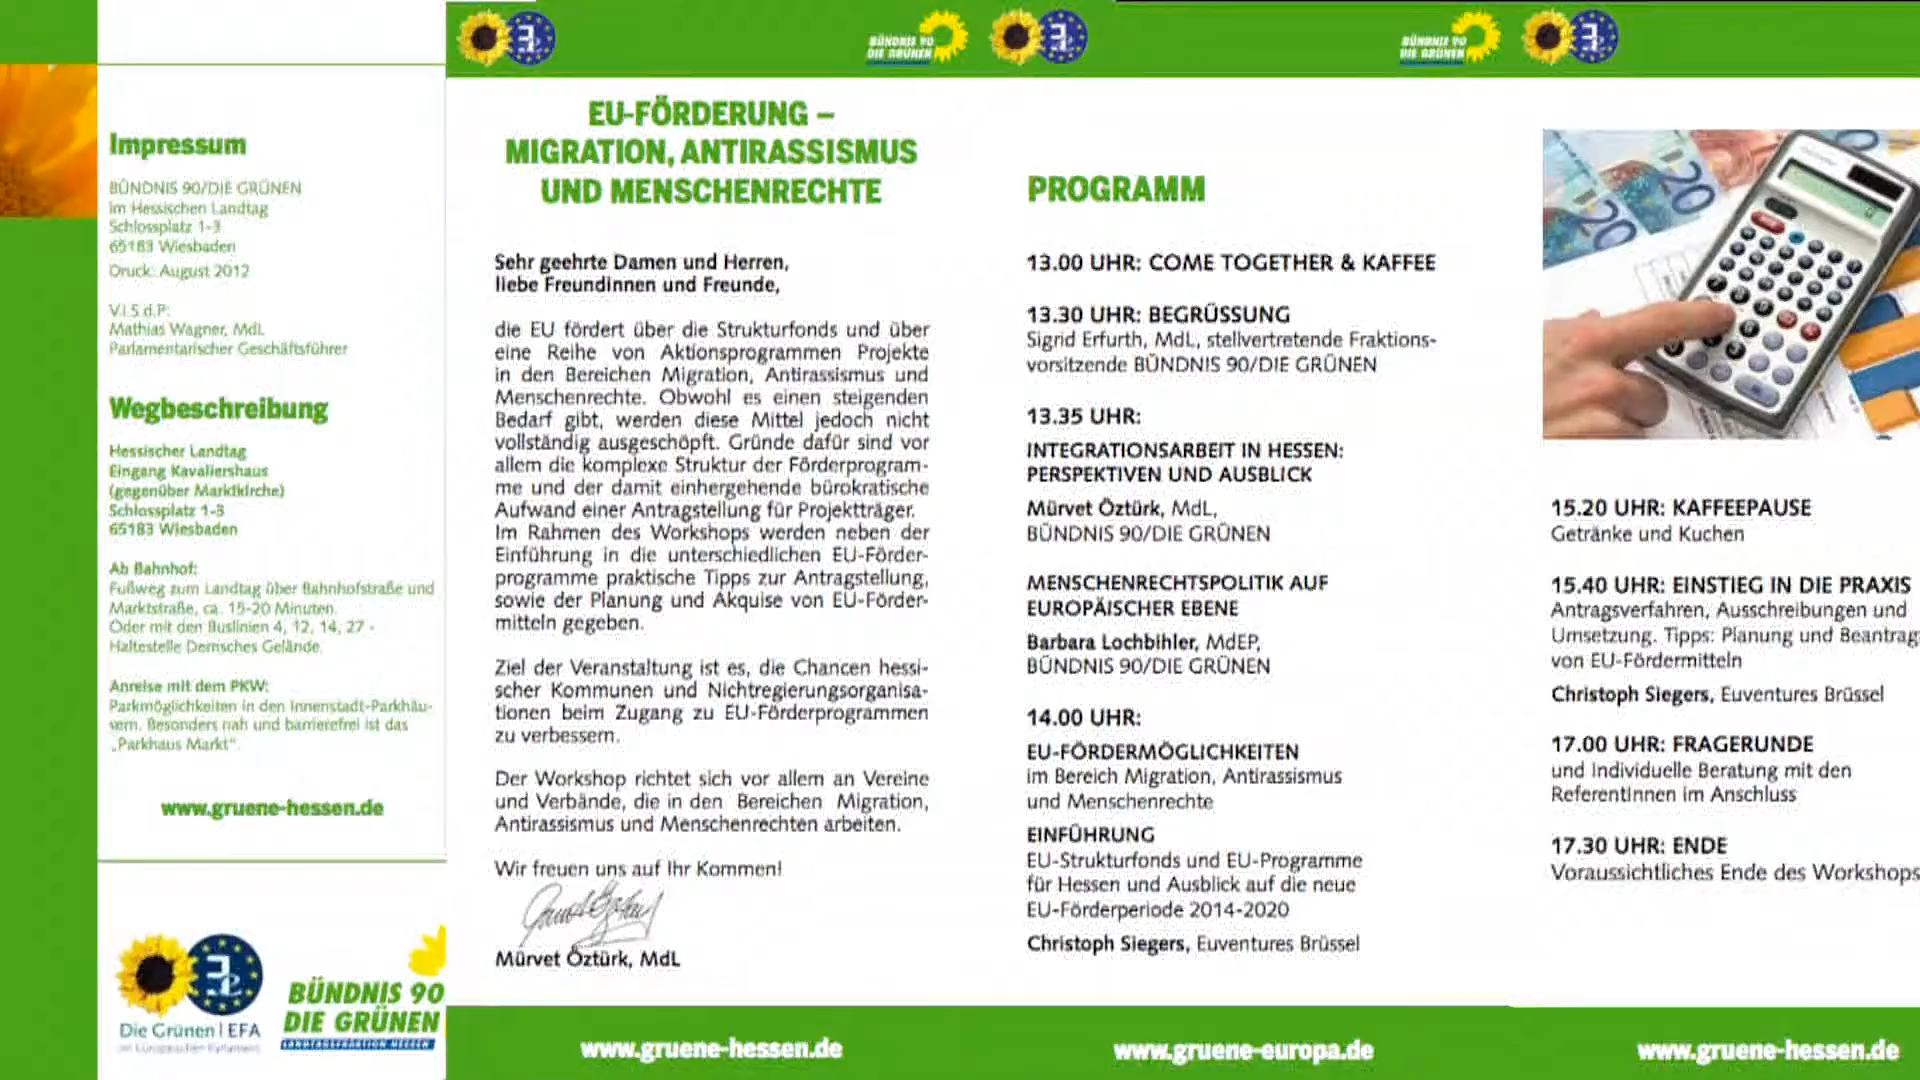 Impressum
BÜNDNIS 90/DIE GRÜNEN
im Hessischen Landtag
Schlossplatz 1-3
65183 Wiesbaden
Druck: August 2012
V.I.S.d.P:
Mathias Wagner, MdL
Parlamentarischer Geschäftsführer
Wegbeschreibung
Hessischer Landtag
Eingang Kavaliershaus
(gegenüber Marktkirche)
Schlossplatz 1-3
65183 Wiesbaden
Ab Bahnhof:
Fußweg zum Landtag über Bahnhofstraße und
Marktstraße, ca. 15-20 Minuten.
Oder mit den Buslinien 4, 12, 14, 27 -
Haltestelle Dernsches Gelände.
Anreise mit dem PKW:
Parkmöglichkeiten in den Innenstadt-Parkhäu-
sern. Besonders nah und barrierefrei ist das
„Parkhaus Markt“.
www.gruene-hessen.de
Die Grünen | EFA
im Europäischen Parlament
BÜNDNIS 90
DIE GRÜNEN
LANDTAGSFRAKTION HESSEN
BÜNDNIS 90
DIE GRÜNEN
EU-FÖRDERUNG –
MIGRATION, ANTIRASSISMUS
UND MENSCHENRECHTE
Sehr geehrte Damen und Herren,
liebe Freundinnen und Freunde,
die EU fördert über die Strukturfonds und über
eine Reihe von Aktionsprogrammen Projekte
in den Bereichen Migration, Antirassismus und
Menschenrechte. Obwohl es einen steigenden
Bedarf gibt, werden diese Mittel jedoch nicht
vollständig ausgeschöpft. Gründe dafür sind vor
allem die komplexe Struktur der Förderprogram-
me und der damit einhergehende bürokratische
Aufwand einer Antragstellung für Projektträger.
Im Rahmen des Workshops werden neben der
Einführung in die unterschiedlichen EU-Förder-
programme praktische Tipps zur Antragstellung,
sowie der Planung und Akquise von EU-Förder-
mitteln gegeben.
Ziel der Veranstaltung ist es, die Chancen hessi-
scher Kommunen und Nichtregierungsorganisa-
tionen beim Zugang zu EU-Förderprogrammen
zu verbessern.
Der Workshop richtet sich vor allem an Vereine
und Verbände, die in den Bereichen Migration,
Antirassismus und Menschenrechten arbeiten.
Wir freuen uns auf Ihr Kommen!
Mürvet Öztürk, MdL
www.gruene-hessen.de
BÜNDNIS 90
DIE GRÜNEN
PROGRAMM
13.00 UHR: COME TOGETHER & KAFFEE
13.30 UHR: BEGRÜSSUNG
Sigrid Erfurth, MdL, stellvertretende Fraktions-
vorsitzende BÜNDNIS 90/DIE GRÜNEN
13.35 UHR:
INTEGRATIONSARBEIT IN HESSEN:
PERSPEKTIVEN UND AUSBLICK
Mürvet Öztürk, MdL,
BÜNDNIS 90/DIE GRÜNEN
MENSCHENRECHTSPOLITIK AUF
EUROPÄISCHER EBENE
Barbara Lochbihler, MdEP,
BÜNDNIS 90/DIE GRÜNEN
14.00 UHR:
EU-FÖRDERMÖGLICHKEITEN
im Bereich Migration, Antirassismus
und Menschenrechte
EINFÜHRUNG
EU-Strukturfonds und EU-Programme
für Hessen und Ausblick auf die neue
EU-Förderperiode 2014-2020
Christoph Siegers, Euventures Brüssel
www.gruene-europa.de
20
20
15.20 UHR: KAFFEEPAUSE
Getränke und Kuchen
15.40 UHR: EINSTIEG IN DIE PRAXIS
Antragsverfahren, Ausschreibungen und
Umsetzung. Tipps: Planung und Beantrag
von EU-Fördermitteln
Christoph Siegers, Euventures Brüssel
17.00 UHR: FRAGERUNDE
und individuelle Beratung mit den
ReferentInnen im Anschluss
17.30 UHR: ENDE
Voraussichtliches Ende des Workshops
www.gruene-hessen.de